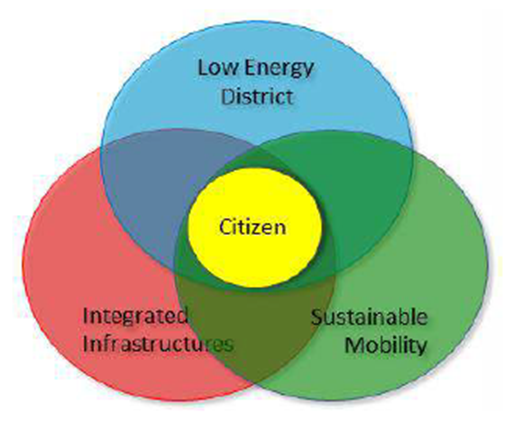 Low Energy
District
Citizen
Integrated
Infrastructures
Sustainable
Mobility